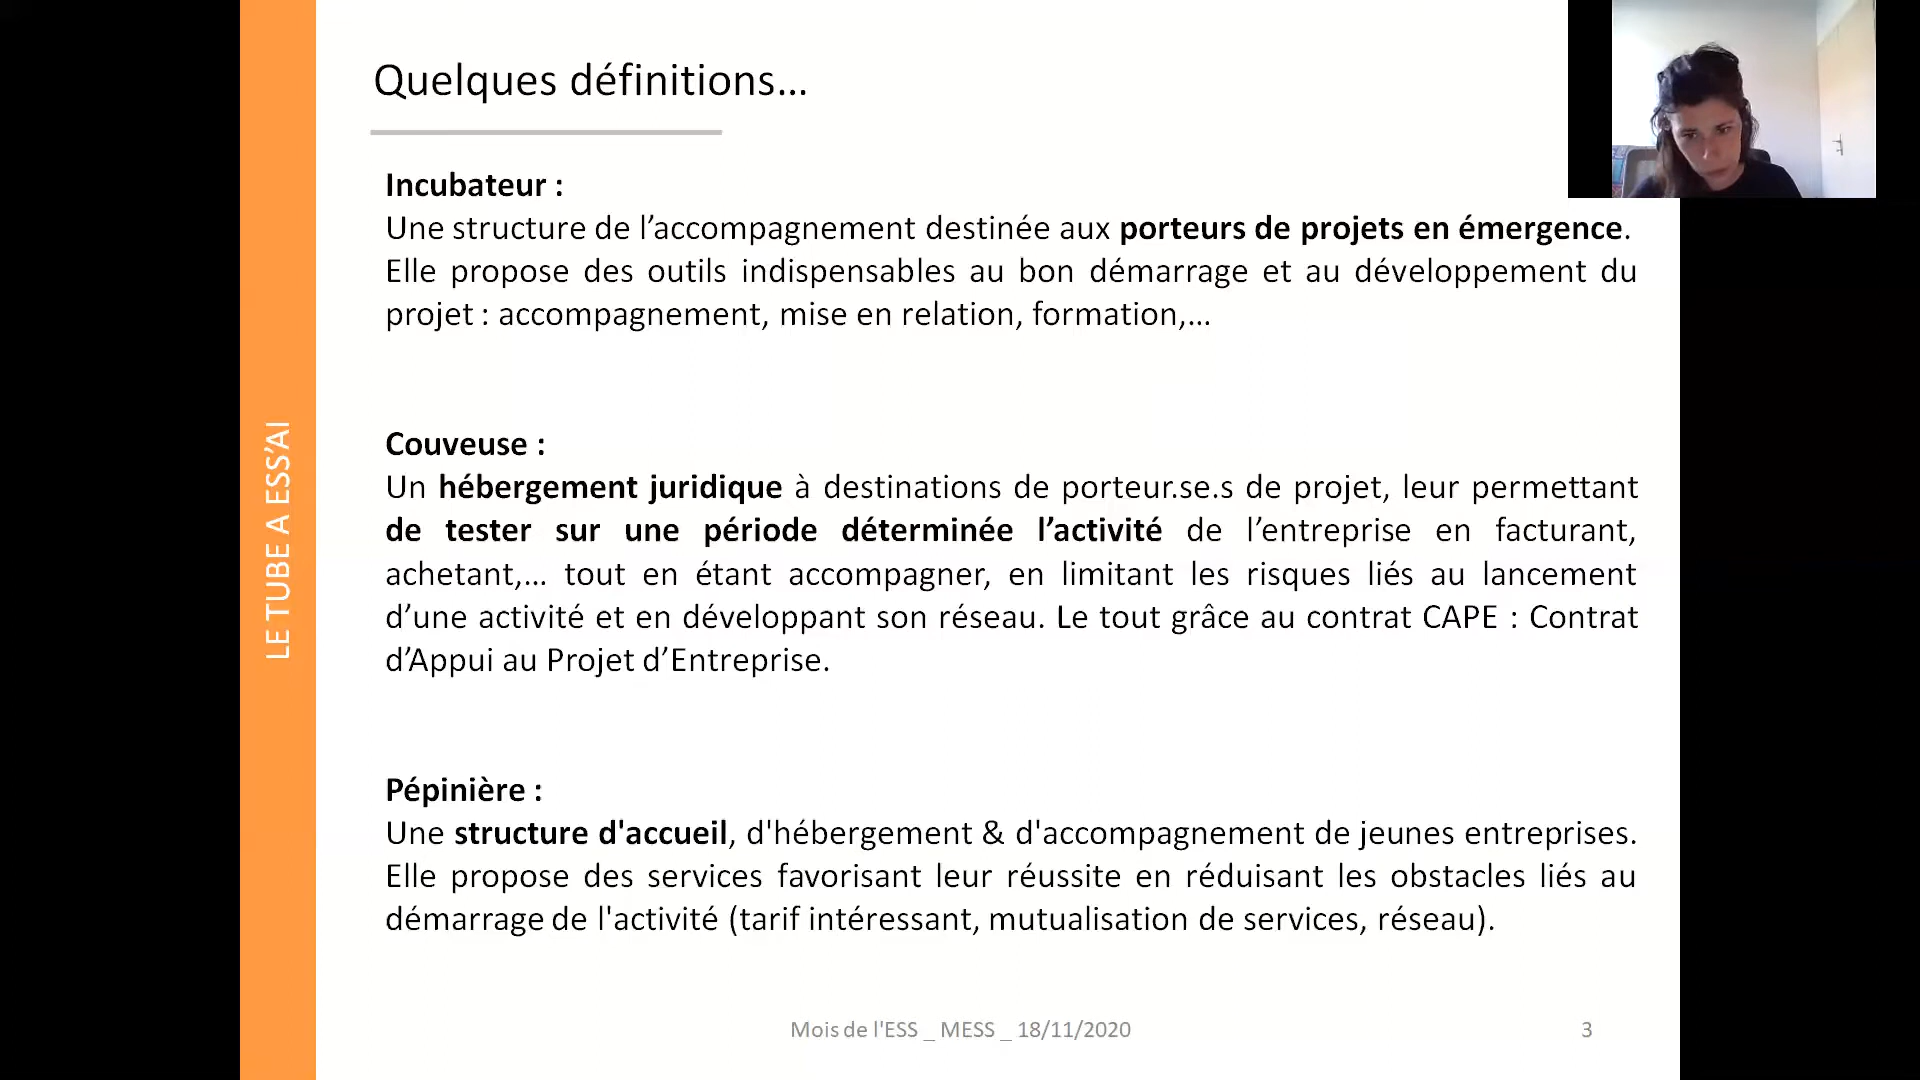 Quelques définitions...
Incubateur :
Une structure de l’accompagnement destinée aux porteurs de projets en émergence.
Elle propose des outils indispensables au bon démarrage et au développement du
projet : accompagnement, mise en relation, formation,...
Couveuse :
Un hébergement juridique à destinations de porteur.se.s de projet, leur permettant
de tester sur une période déterminée l’activité de l’entreprise en facturant,
achetant,... tout en étant accompagner, en limitant les risques liés au lancement
d’une activité et en développant son réseau. Le tout grâce au contrat CAPE : Contrat
d’Appui au Projet d’Entreprise.
Pépinière :
Une structure d'accueil, d'hébergement & d'accompagnement de jeunes entreprises.
Elle propose des services favorisant leur réussite en réduisant les obstacles liés au
démarrage de l'activité (tarif intéressant, mutualisation de services, réseau).
LE TUBE A ESS’AI
Mois de l'ESS _ MESS _ 18/11/2020
3